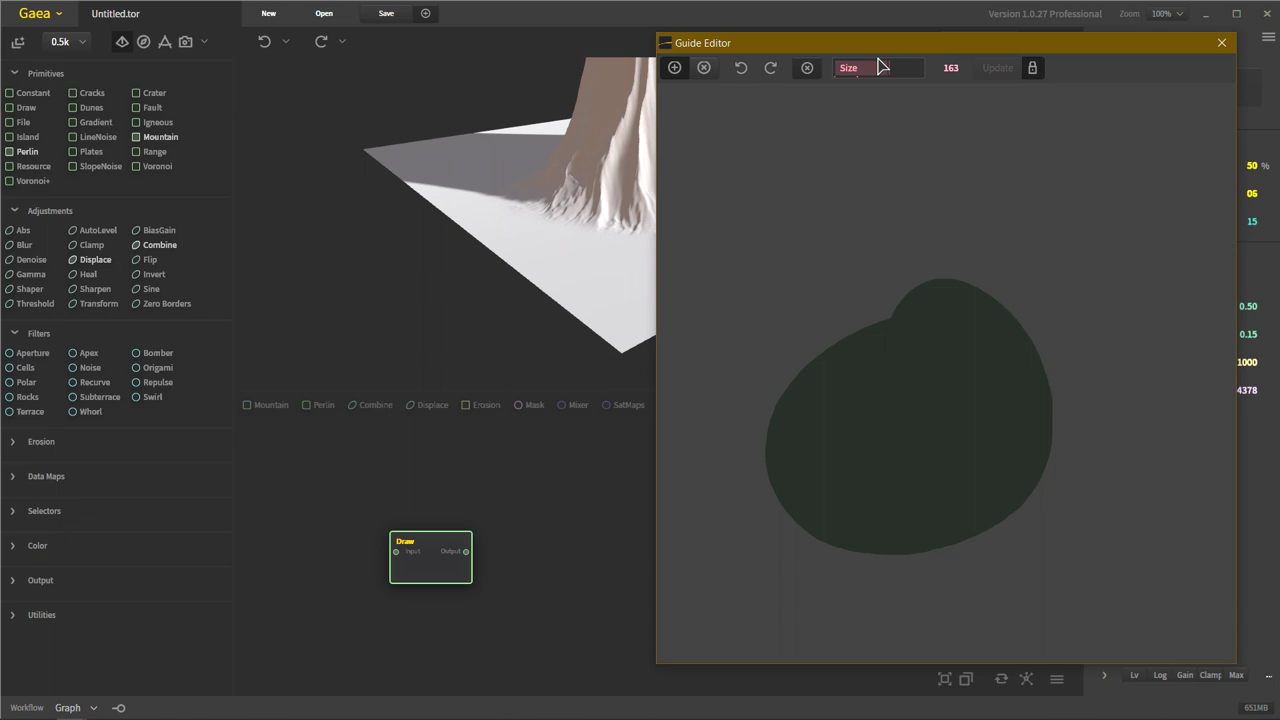 Gaea Untitled.tor New Open Save Version 1.0.27 Professional Zoom 100%
0.5k
Guide Editor
Size 163 Update
Primitives
Constant Cracks Crater
Draw Dunes Fault
File Gradient Igneous
Island LineNoise Mountain
Perlin Plates Range
Resource SlopeNoise Voronoi
Voronoi+
Adjustments
Abs AutoLevel BiasGain
Blur Clamp Combine
Denoise Displace Flip
Gamma Heal Invert
Shaper Sharpen Sine
Threshold Transform Zero Borders
Filters
Aperture Apex Bomber
Cells Noise Origami
Polar Recurve Repulse
Rocks Subterrace Swirl
Terrace Whorl
Erosion
Data Maps
Selectors
Color
Output
Utilities
Mountain Perlin Combine Displace Erosion Mask Mixer SatMaps
Draw
Input Output
50 %
06
15
0.50
0.15
1000
4378
Lv Log Gain Clamp Max ...
Workflow Graph 651MB